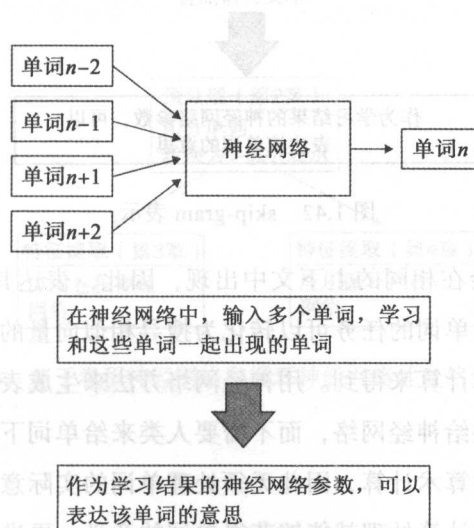 单词n−2
单词n−1
单词n+1
单词n+2
神经网络
单词n
在神经网络中，输入多个单词，学习
和这些单词一起出现的单词
作为学习结果的神经网络参数，可以
表达该单词的意思